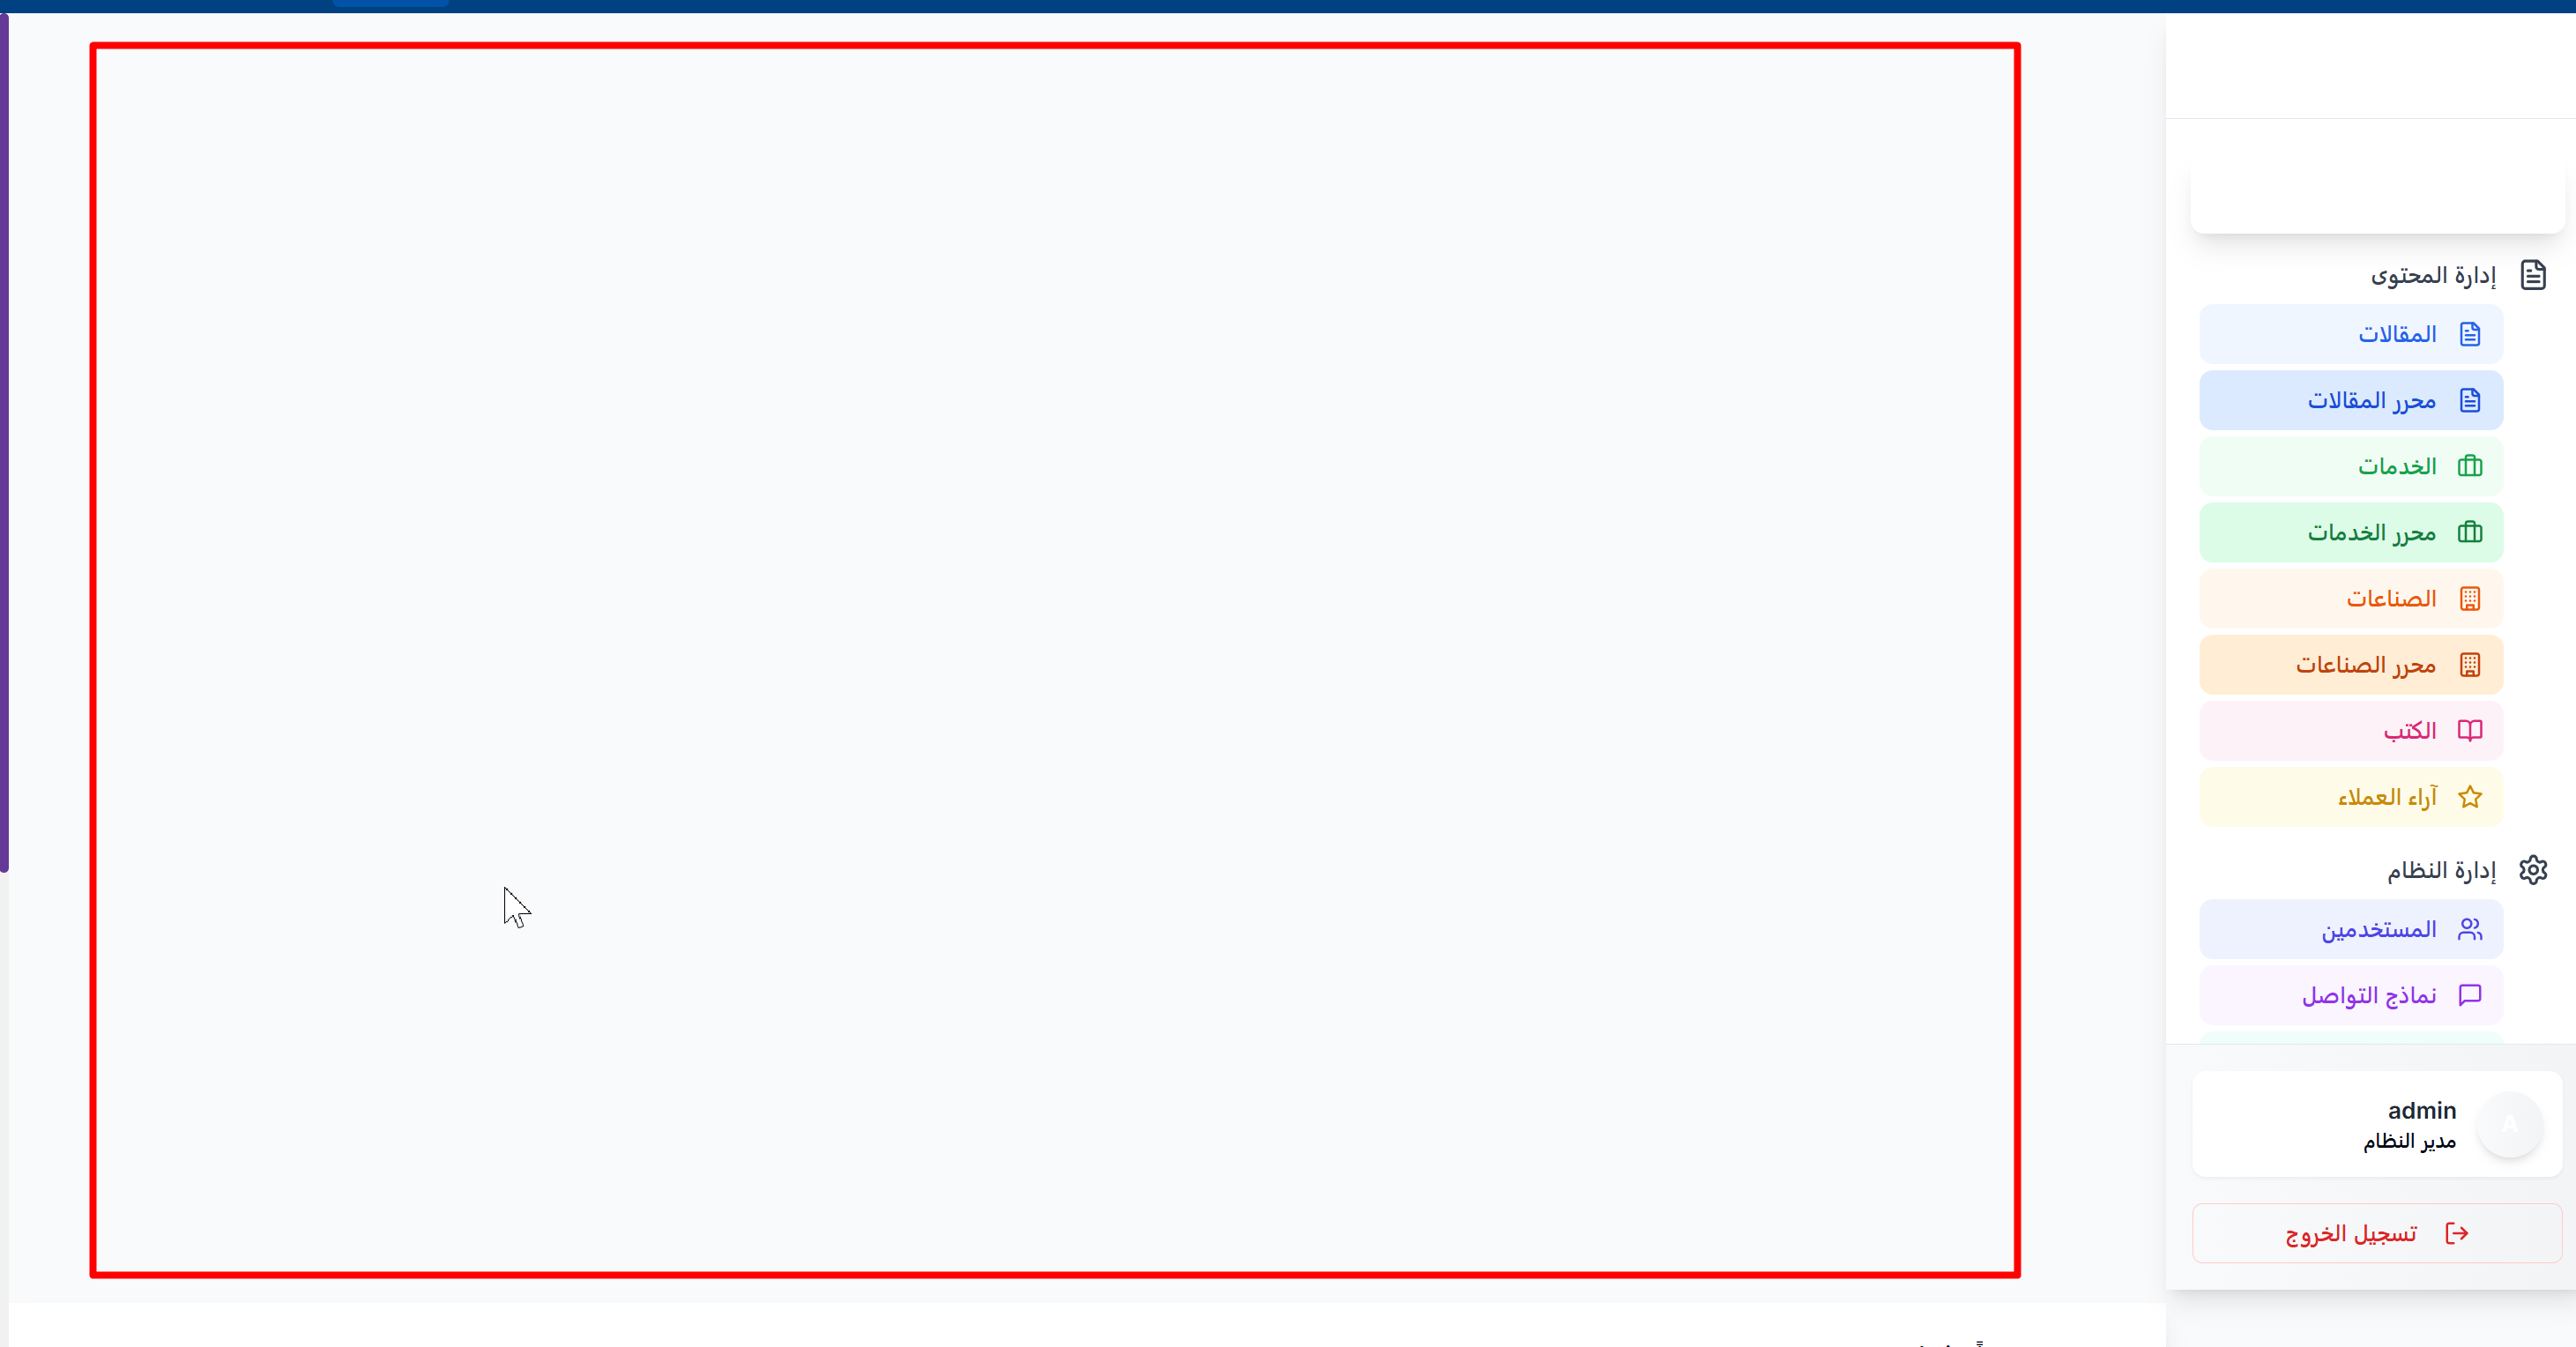 إدارة المحتوى
المقالات
محرر المقالات
الخدمات
محرر الخدمات
الصناعات
محرر الصناعات
الكتب
آراء العملاء
إدارة النظام
المستخدمين
نماذج التواصل
A
admin
مدير النظام
تسجيل الخروج